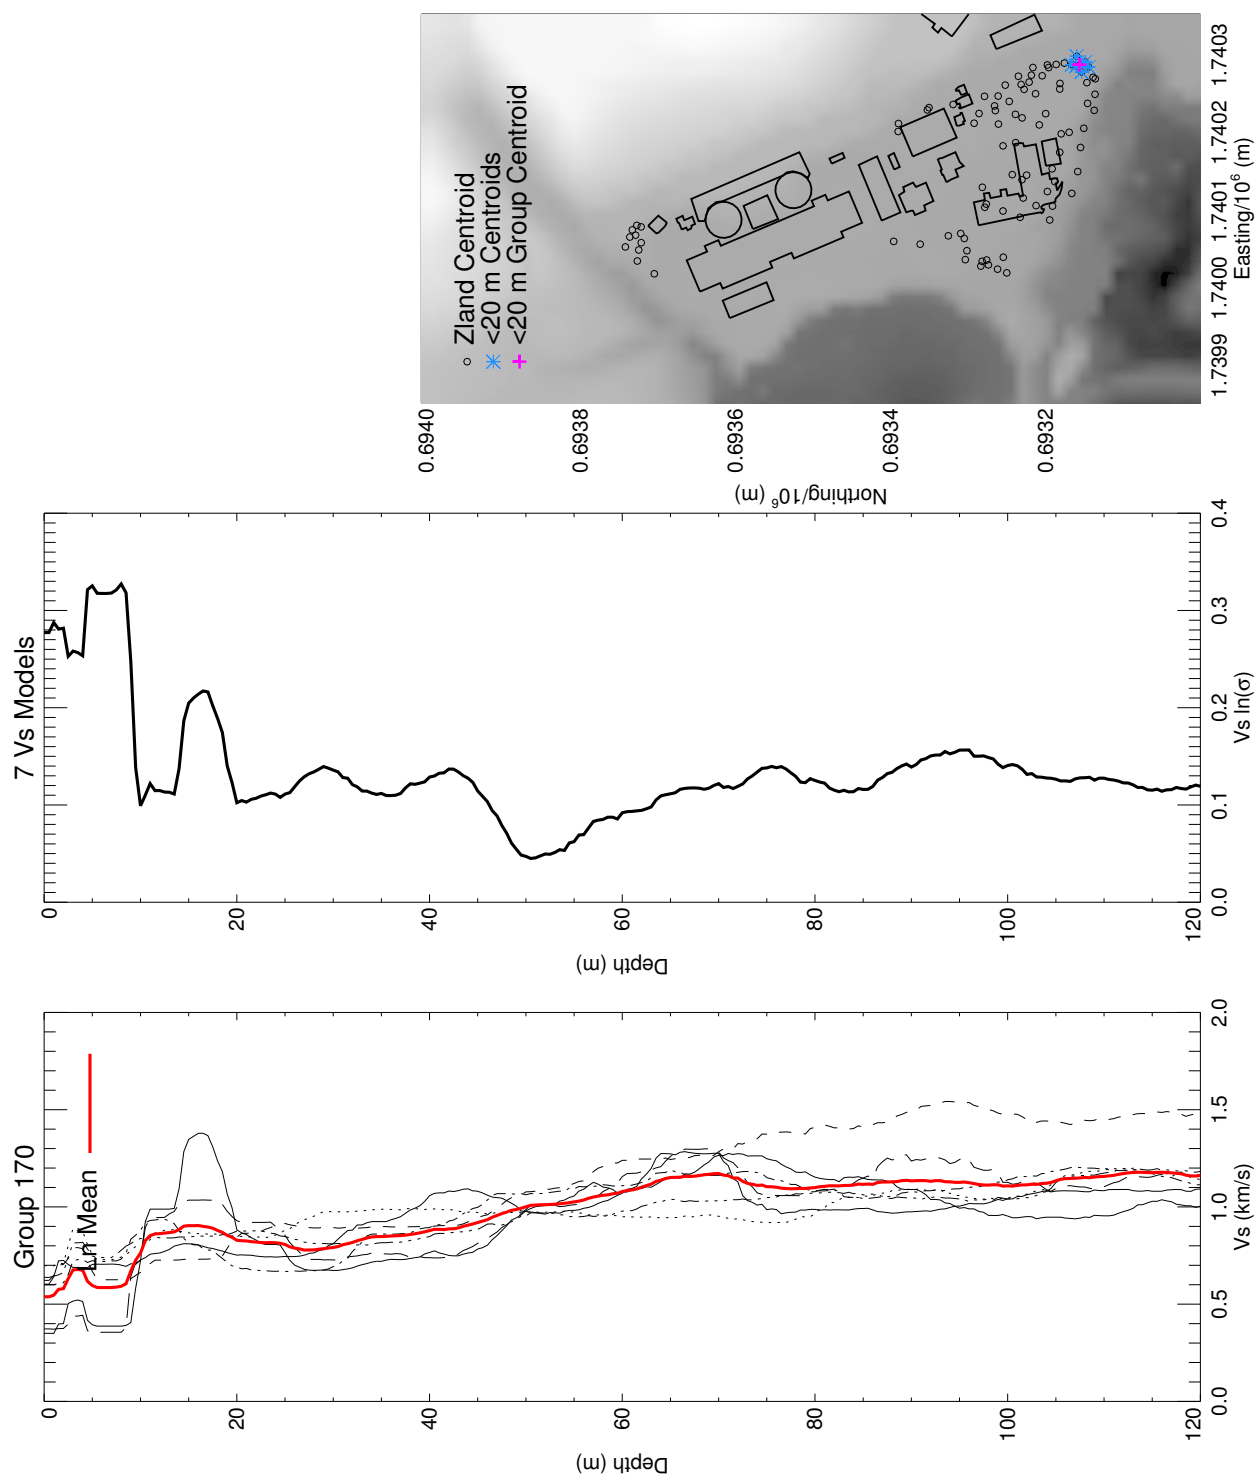 Group 170
Ln Mean
0
20
40
60
80
100
120
Depth (m)
0.0
0.5
1.0
1.5
2.0
Vs (km/s)
7 Vs Models
0
20
40
60
80
100
120
Depth (m)
0.0
0.1
0.2
0.3
0.4
Vs ln(σ)
Zland Centroid
<20 m Centroids
<20 m Group Centroid
0.6940
0.6938
0.6936
0.6934
0.6932
Northing/10⁶ (m)
1.7399
1.7400
1.7401
1.7402
1.7403
Easting/10⁶ (m)